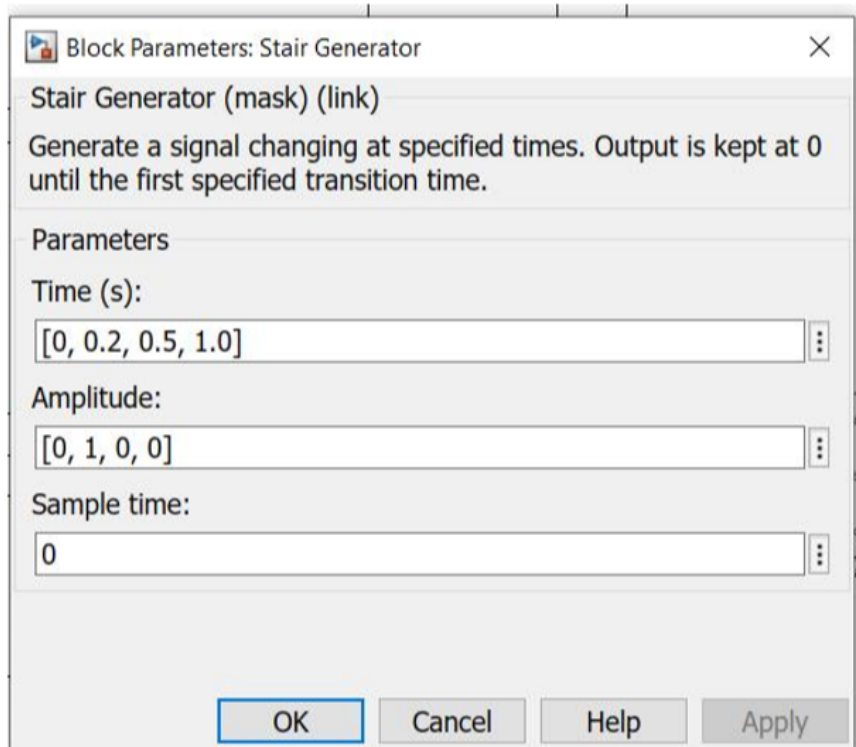 Block Parameters: Stair Generator
Stair Generator (mask) (link)
Generate a signal changing at specified times. Output is kept at 0
until the first specified transition time.
Parameters
Time (s):
[0, 0.2, 0.5, 1.0]
Amplitude:
[0, 1, 0, 0]
Sample time:
0
OK Cancel Help Apply